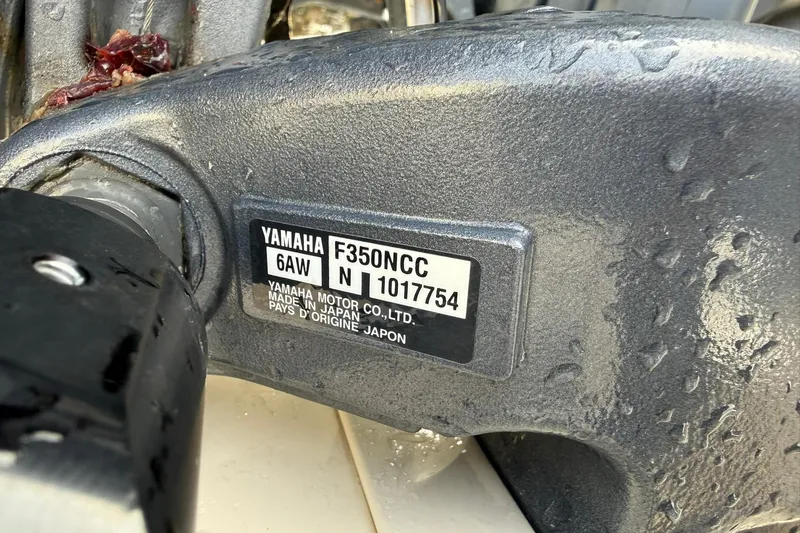 YAMAHA F350NCC
6AW N 1017754
YAMAHA MOTOR CO.,LTD.
MADE IN JAPAN
PAYS D'ORIGINE JAPON